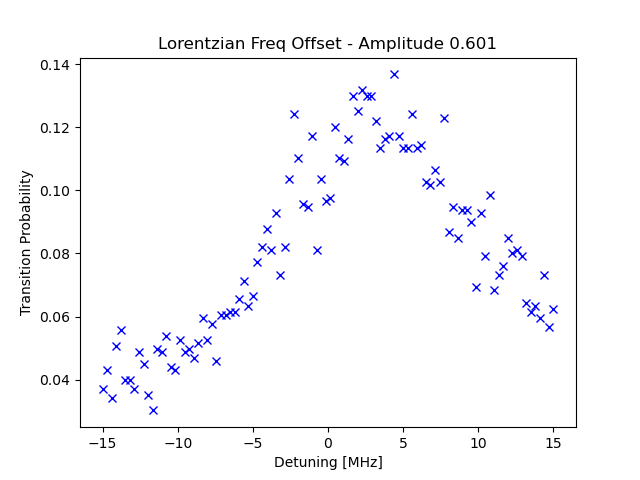 Lorentzian Freq Offset - Amplitude 0.601
0.14
0.12
0.10
0.08
0.06
0.04
Transition Probability
−15 −10 −5 0 5 10 15
Detuning [MHz]